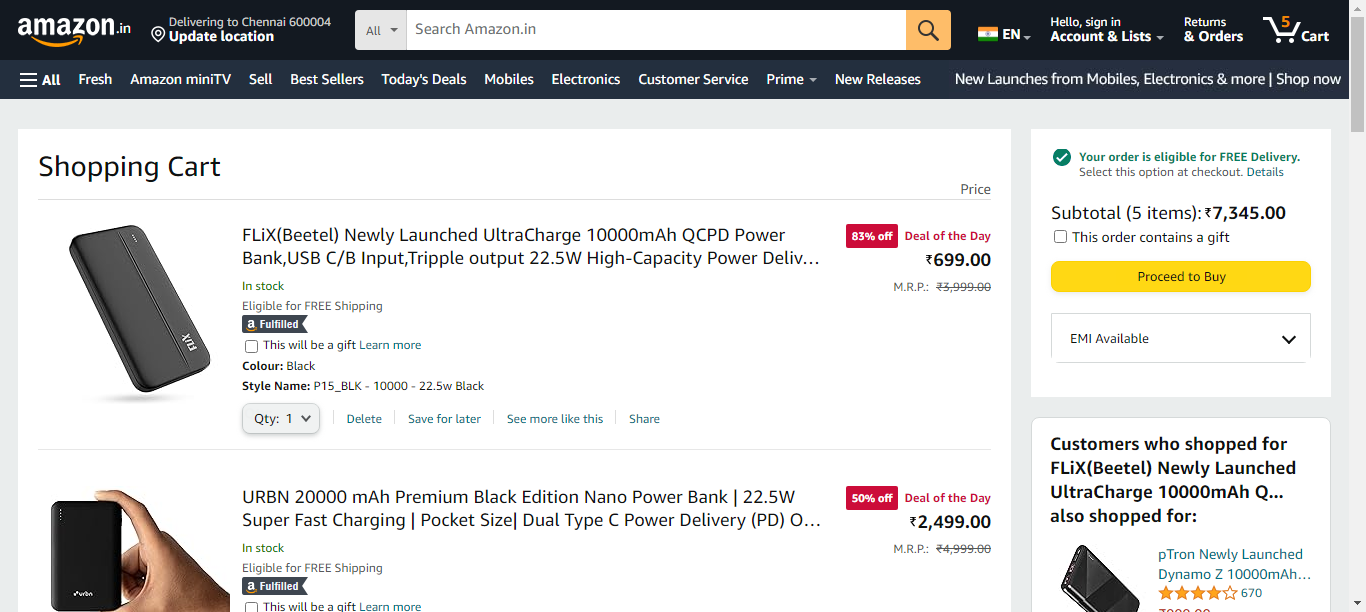 amazon.in
Delivering to Chennai 600004
Update location
All
Search Amazon.in
EN
Hello, sign in
Account & Lists
Returns
& Orders
5
Cart
All
Fresh
Amazon miniTV
Sell
Best Sellers
Today's Deals
Mobiles
Electronics
Customer Service
Prime
New Releases
New Launches from Mobiles, Electronics & more | Shop now
Shopping Cart
Price
FLiX
FLiX(Beetel) Newly Launched UltraCharge 10000mAh QCPD Power
Bank,USB C/B Input,Tripple output 22.5W High-Capacity Power Deliv…
In stock
Eligible for FREE Shipping
a Fulfilled
This will be a gift Learn more
Colour: Black
Style Name: P15_BLK - 10000 - 22.5w Black
Qty: 1
Delete
Save for later
See more like this
Share
83% off
Deal of the Day
₹699.00
M.R.P.: ₹3,999.00
urbn
URBN 20000 mAh Premium Black Edition Nano Power Bank | 22.5W
Super Fast Charging | Pocket Size| Dual Type C Power Delivery (PD) O…
In stock
Eligible for FREE Shipping
a Fulfilled
This will be a gift Learn more
50% off
Deal of the Day
₹2,499.00
M.R.P.: ₹4,999.00
Your order is eligible for FREE Delivery.
Select this option at checkout. Details
Subtotal (5 items): ₹7,345.00
This order contains a gift
Proceed to Buy
EMI Available
Customers who shopped for
FLiX(Beetel) Newly Launched
UltraCharge 10000mAh Q...
also shopped for:
pTron Newly Launched
Dynamo Z 10000mAh…
670